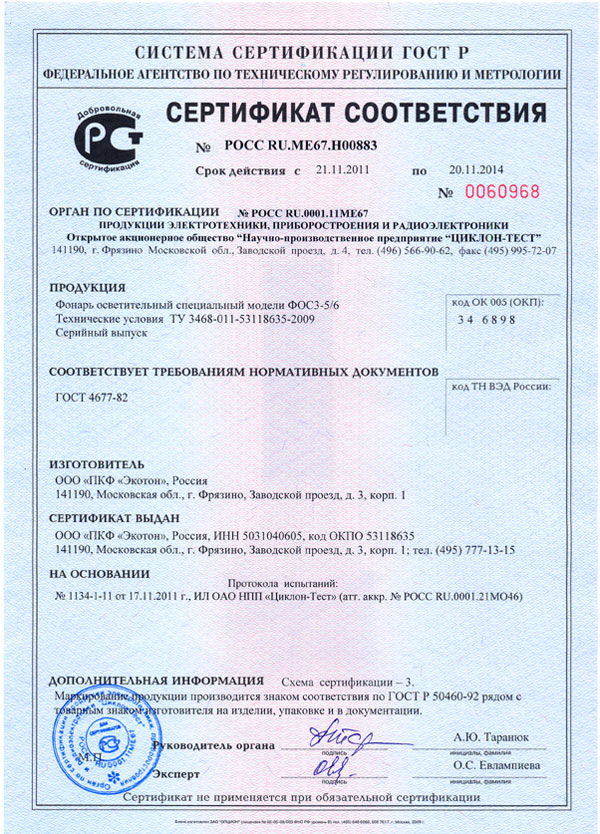 СИСТЕМА СЕРТИФИКАЦИИ ГОСТ Р
ФЕДЕРАЛЬНОЕ АГЕНТСТВО ПО ТЕХНИЧЕСКОМУ РЕГУЛИРОВАНИЮ И МЕТРОЛОГИИ
Добровольная
РСТ
сертификация
СЕРТИФИКАТ СООТВЕТСТВИЯ
№ РОСС RU.МЕ67.Н00883
Срок действия с 21.11.2011 по 20.11.2014
№ 0060968
ОРГАН ПО СЕРТИФИКАЦИИ № РОСС RU.0001.11МЕ67
ПРОДУКЦИИ ЭЛЕКТРОТЕХНИКИ, ПРИБОРОСТРОЕНИЯ И РАДИОЭЛЕКТРОНИКИ
Открытое акционерное общество “Научно-производственное предприятие “ЦИКЛОН-ТЕСТ”
141190, г. Фрязино Московской обл., Заводской проезд, д. 4, тел. (496) 566-90-62, факс (495) 995-72-07
ПРОДУКЦИЯ
Фонарь осветительный специальный модели ФОС3-5/6
Технические условия ТУ 3468-011-53118635-2009
Серийный выпуск
код ОК 005 (ОКП):
34 6898
СООТВЕТСТВУЕТ ТРЕБОВАНИЯМ НОРМАТИВНЫХ ДОКУМЕНТОВ
ГОСТ 4677-82
код ТН ВЭД России:
ИЗГОТОВИТЕЛЬ
ООО «ПКФ «Экотон», Россия
141190, Московская обл., г. Фрязино, Заводской проезд, д. 3, корп. 1
СЕРТИФИКАТ ВЫДАН
ООО «ПКФ «Экотон», Россия, ИНН 5031040605, код ОКПО 53118635
141190, Московская обл., г. Фрязино, Заводской проезд, д. 3, корп. 1; тел. (495) 777-13-15
НА ОСНОВАНИИ
Протокола испытаний:
№ 1134-1-11 от 17.11.2011 г., ИЛ ОАО НПП «Циклон-Тест» (атт. аккр. № РОСС RU.0001.21МО46)
ДОПОЛНИТЕЛЬНАЯ ИНФОРМАЦИЯ Схема сертификации – 3.
Маркирование продукции производится знаком соответствия по ГОСТ Р 50460-92 рядом с
товарным знаком изготовителя на изделии, упаковке и в документации.
М.П.
Руководитель органа
подпись
А.Ю. Таранюк
инициалы, фамилия
Эксперт
подпись
О.С. Евлампиева
инициалы, фамилия
Сертификат не применяется при обязательной сертификации